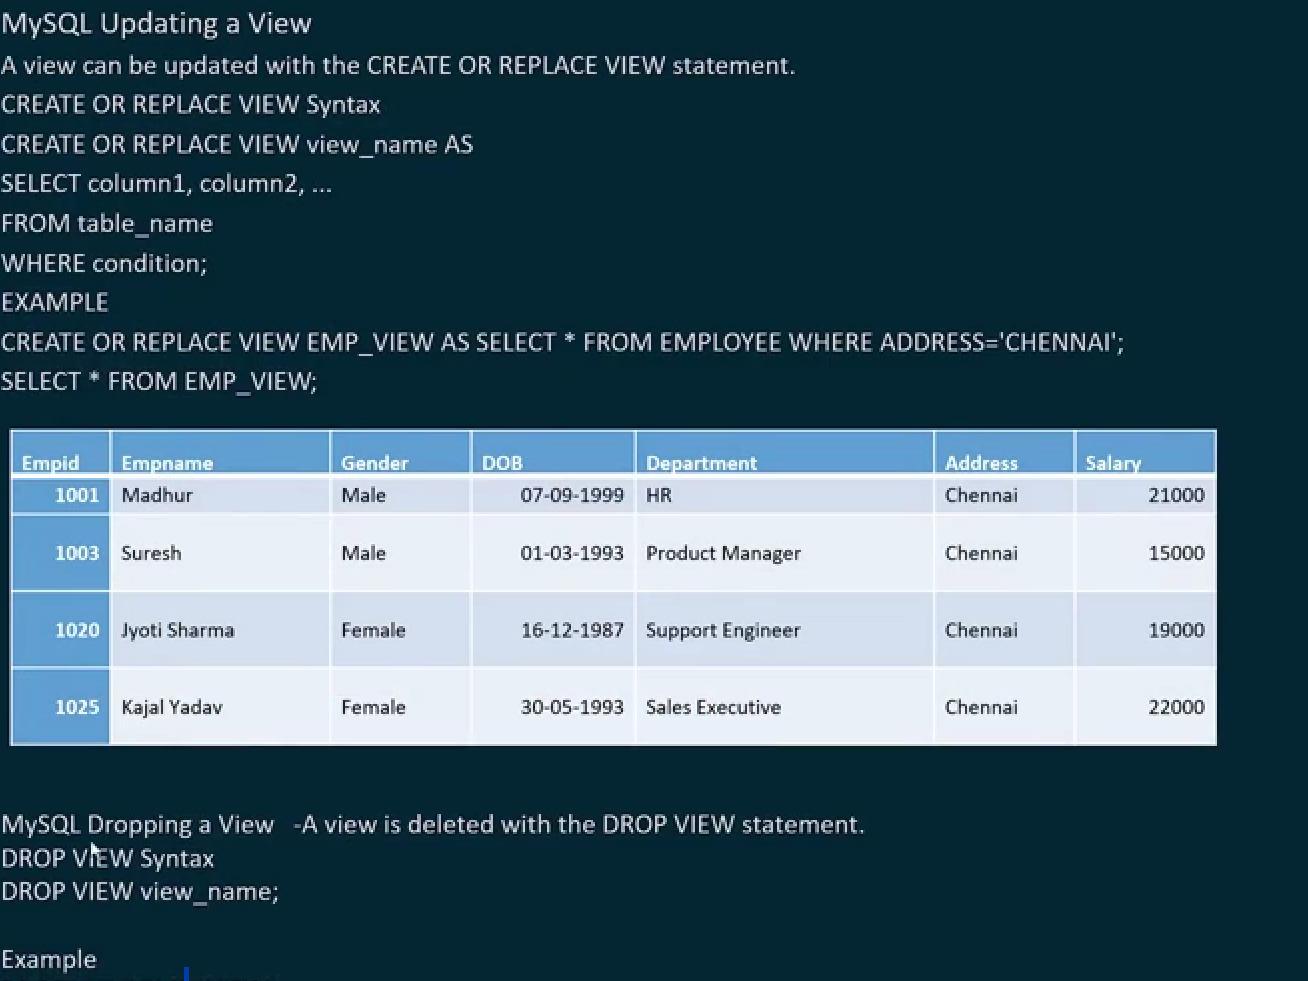 MySQL Updating a View
A view can be updated with the CREATE OR REPLACE VIEW statement.
CREATE OR REPLACE VIEW Syntax
CREATE OR REPLACE VIEW view_name AS
SELECT column1, column2, ...
FROM table_name
WHERE condition;
EXAMPLE
CREATE OR REPLACE VIEW EMP_VIEW AS SELECT * FROM EMPLOYEE WHERE ADDRESS='CHENNAI';
SELECT * FROM EMP_VIEW;
Empid Empname Gender DOB Department Address Salary
1001 Madhur Male 07-09-1999 HR Chennai 21000
1003 Suresh Male 01-03-1993 Product Manager Chennai 15000
1020 Jyoti Sharma Female 16-12-1987 Support Engineer Chennai 19000
1025 Kajal Yadav Female 30-05-1993 Sales Executive Chennai 22000
MySQL Dropping a View -A view is deleted with the DROP VIEW statement.
DROP VIEW Syntax
DROP VIEW view_name;
Example